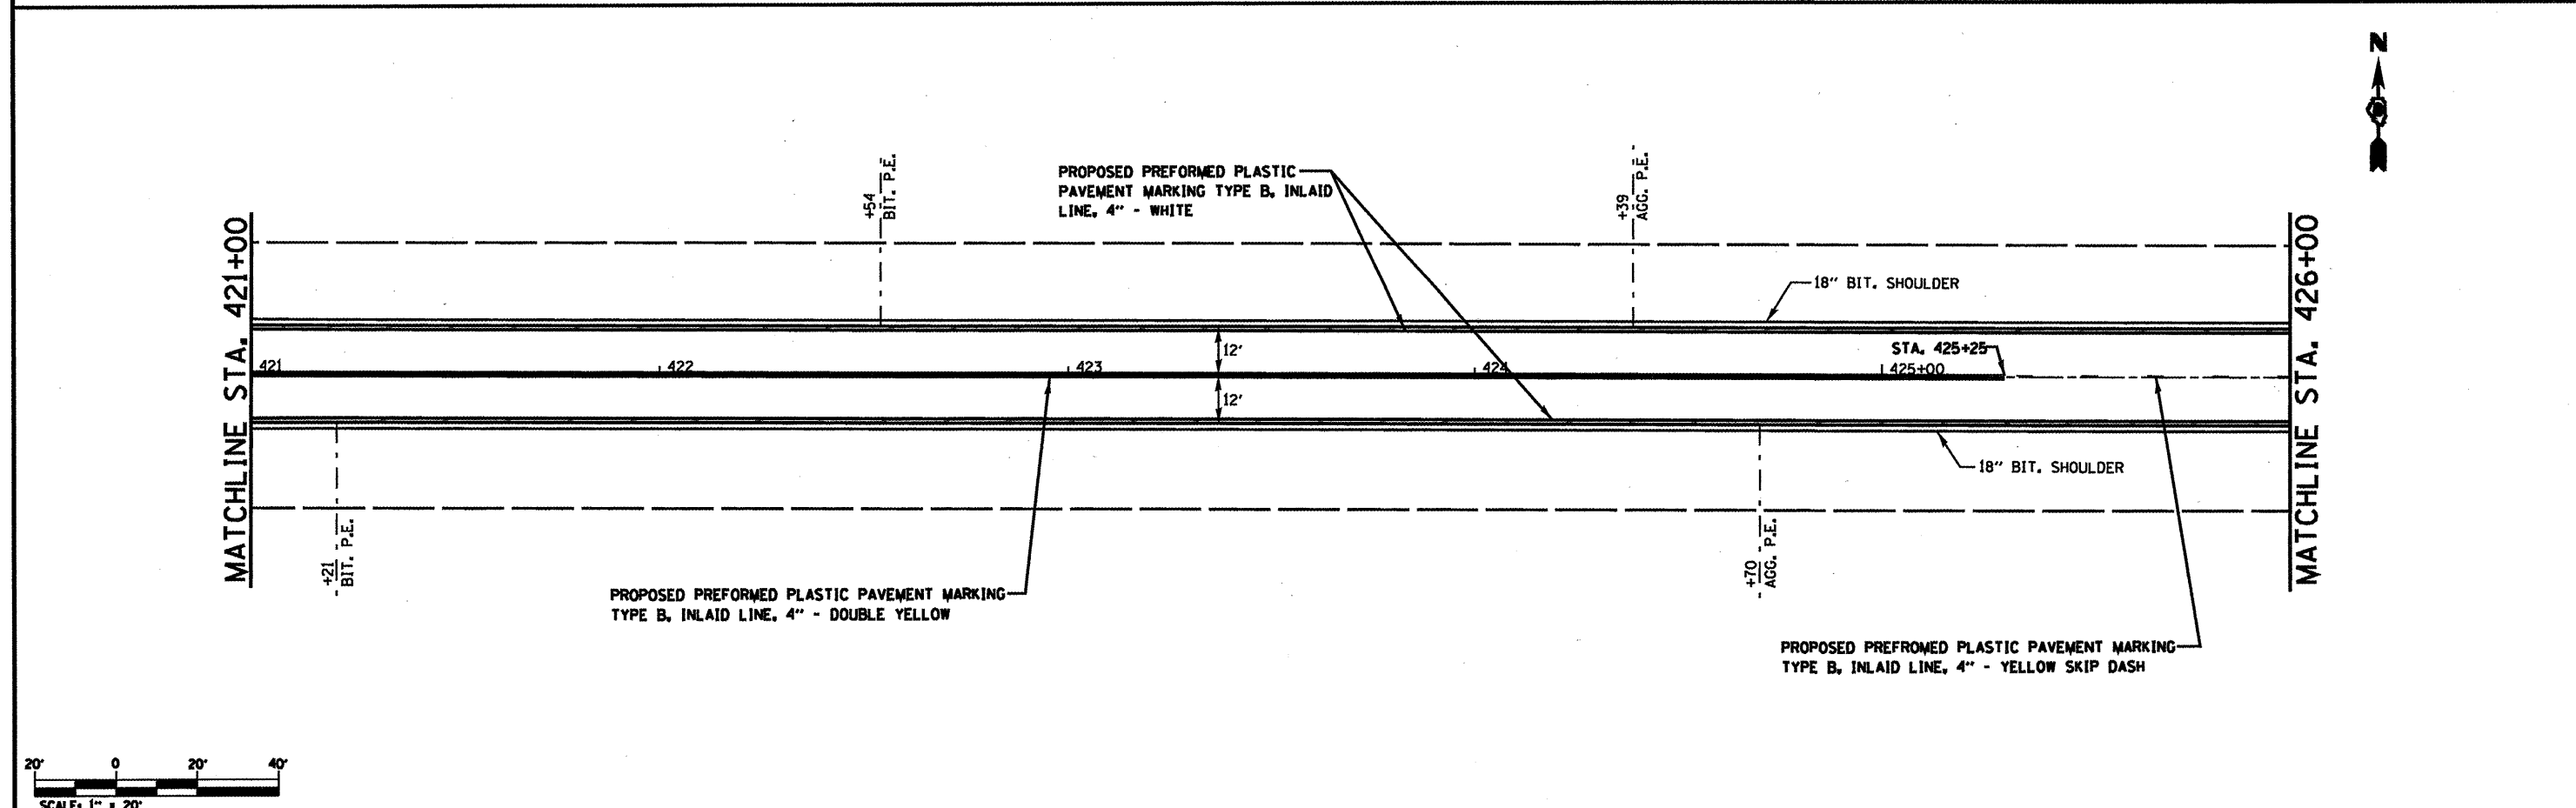 N
+54
BIT. P.E.
PROPOSED PREFORMED PLASTIC
PAVEMENT MARKING TYPE B, INLAID
LINE, 4" - WHITE
+39
AGG. P.E.
MATCHLINE STA. 421+00
MATCHLINE STA. 426+00
18" BIT. SHOULDER
12'
STA. 425+25
421
422
423
424
425+00
12'
18" BIT. SHOULDER
+21
BIT. P.E.
+70
AGG. P.E.
PROPOSED PREFORMED PLASTIC PAVEMENT MARKING
TYPE B, INLAID LINE, 4" - DOUBLE YELLOW
PROPOSED PREFROMED PLASTIC PAVEMENT MARKING
TYPE B, INLAID LINE, 4" - YELLOW SKIP DASH
20' 0 20' 40'
SCALE: 1" = 20'